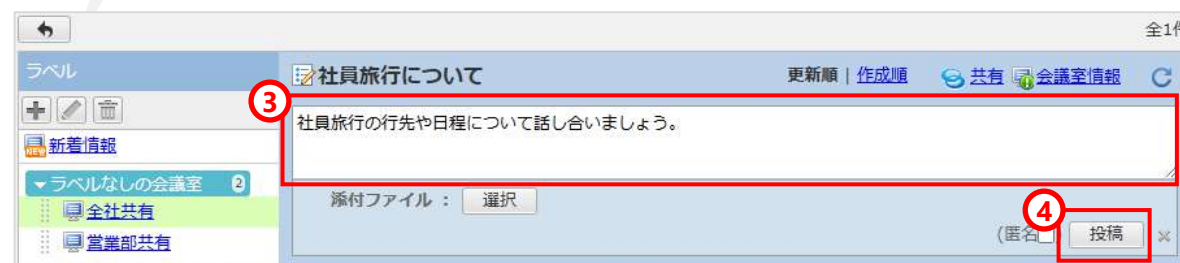 全1件
ラベル
社員旅行について
更新順 | 作成順
共有
会議室情報
③
社員旅行の行先や日程について話し合いましょう。
新着情報
ラベルなしの会議室 2
全社共有
営業部共有
添付ファイル : 選択
④
(匿名 )
投稿